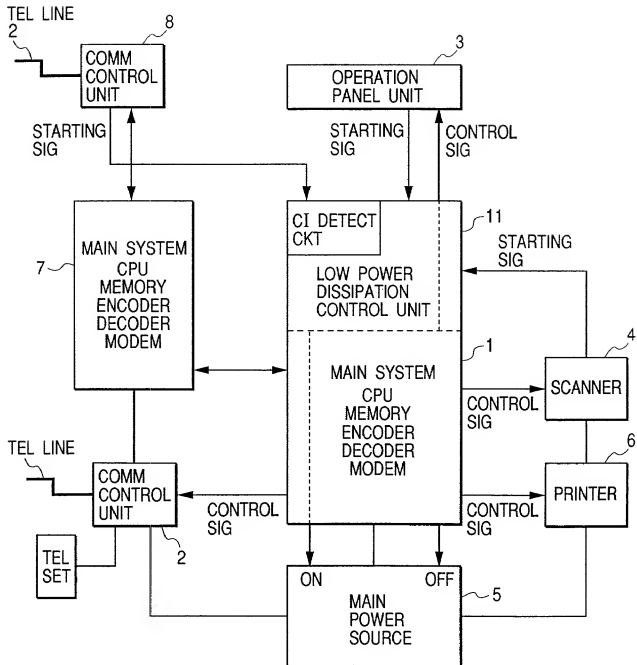 TEL LINE
2
8
COMM
CONTROL
UNIT
3
OPERATION
PANEL UNIT
STARTING
SIG
STARTING
SIG
CONTROL
SIG
7
MAIN SYSTEM
CPU
MEMORY
ENCODER
DECODER
MODEM
CI DETECT
CKT
11
LOW POWER
DISSIPATION
CONTROL UNIT
STARTING
SIG
4
SCANNER
1
MAIN SYSTEM
CPU
MEMORY
ENCODER
DECODER
MODEM
CONTROL
SIG
6
PRINTER
CONTROL
SIG
TEL LINE
COMM
CONTROL
UNIT
2
CONTROL
SIG
TEL
SET
ON
OFF
5
MAIN
POWER
SOURCE